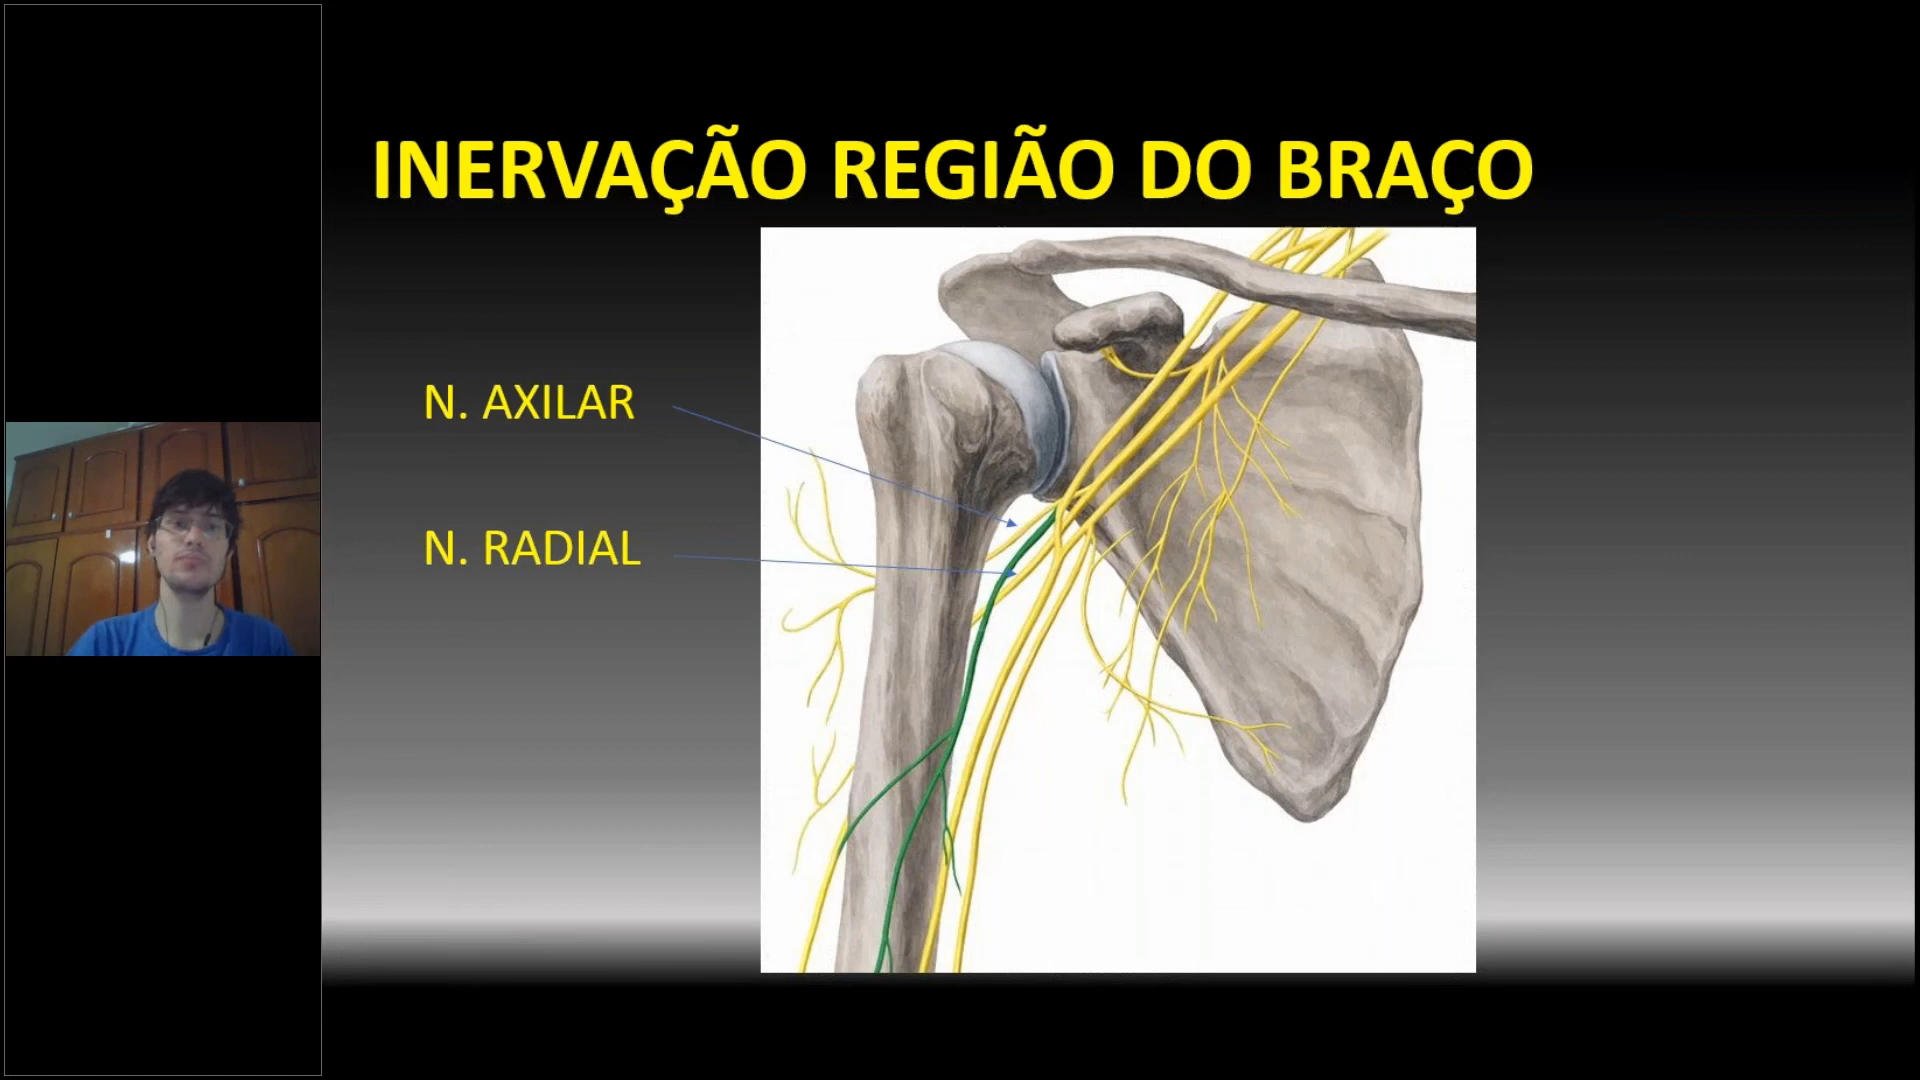 INERVAÇÃO REGIÃO DO BRAÇO
N. AXILAR
N. RADIAL